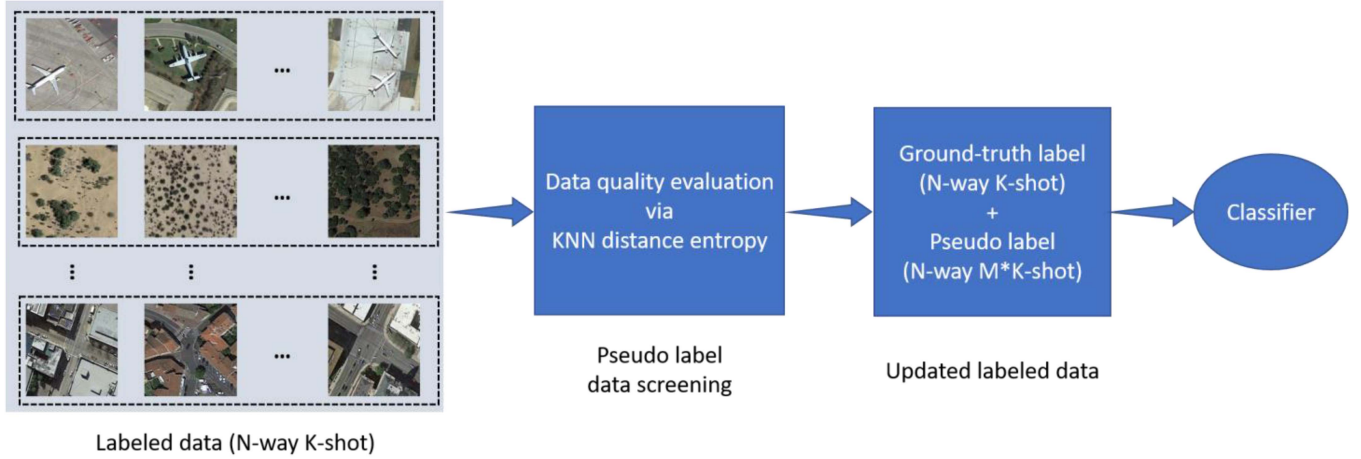 Data quality evaluation
via
KNN distance entropy
Ground-truth label
(N-way K-shot)
+
Pseudo label
(N-way M*K-shot)
Classifier
Pseudo label
data screening
Updated labeled data
Labeled data (N-way K-shot)